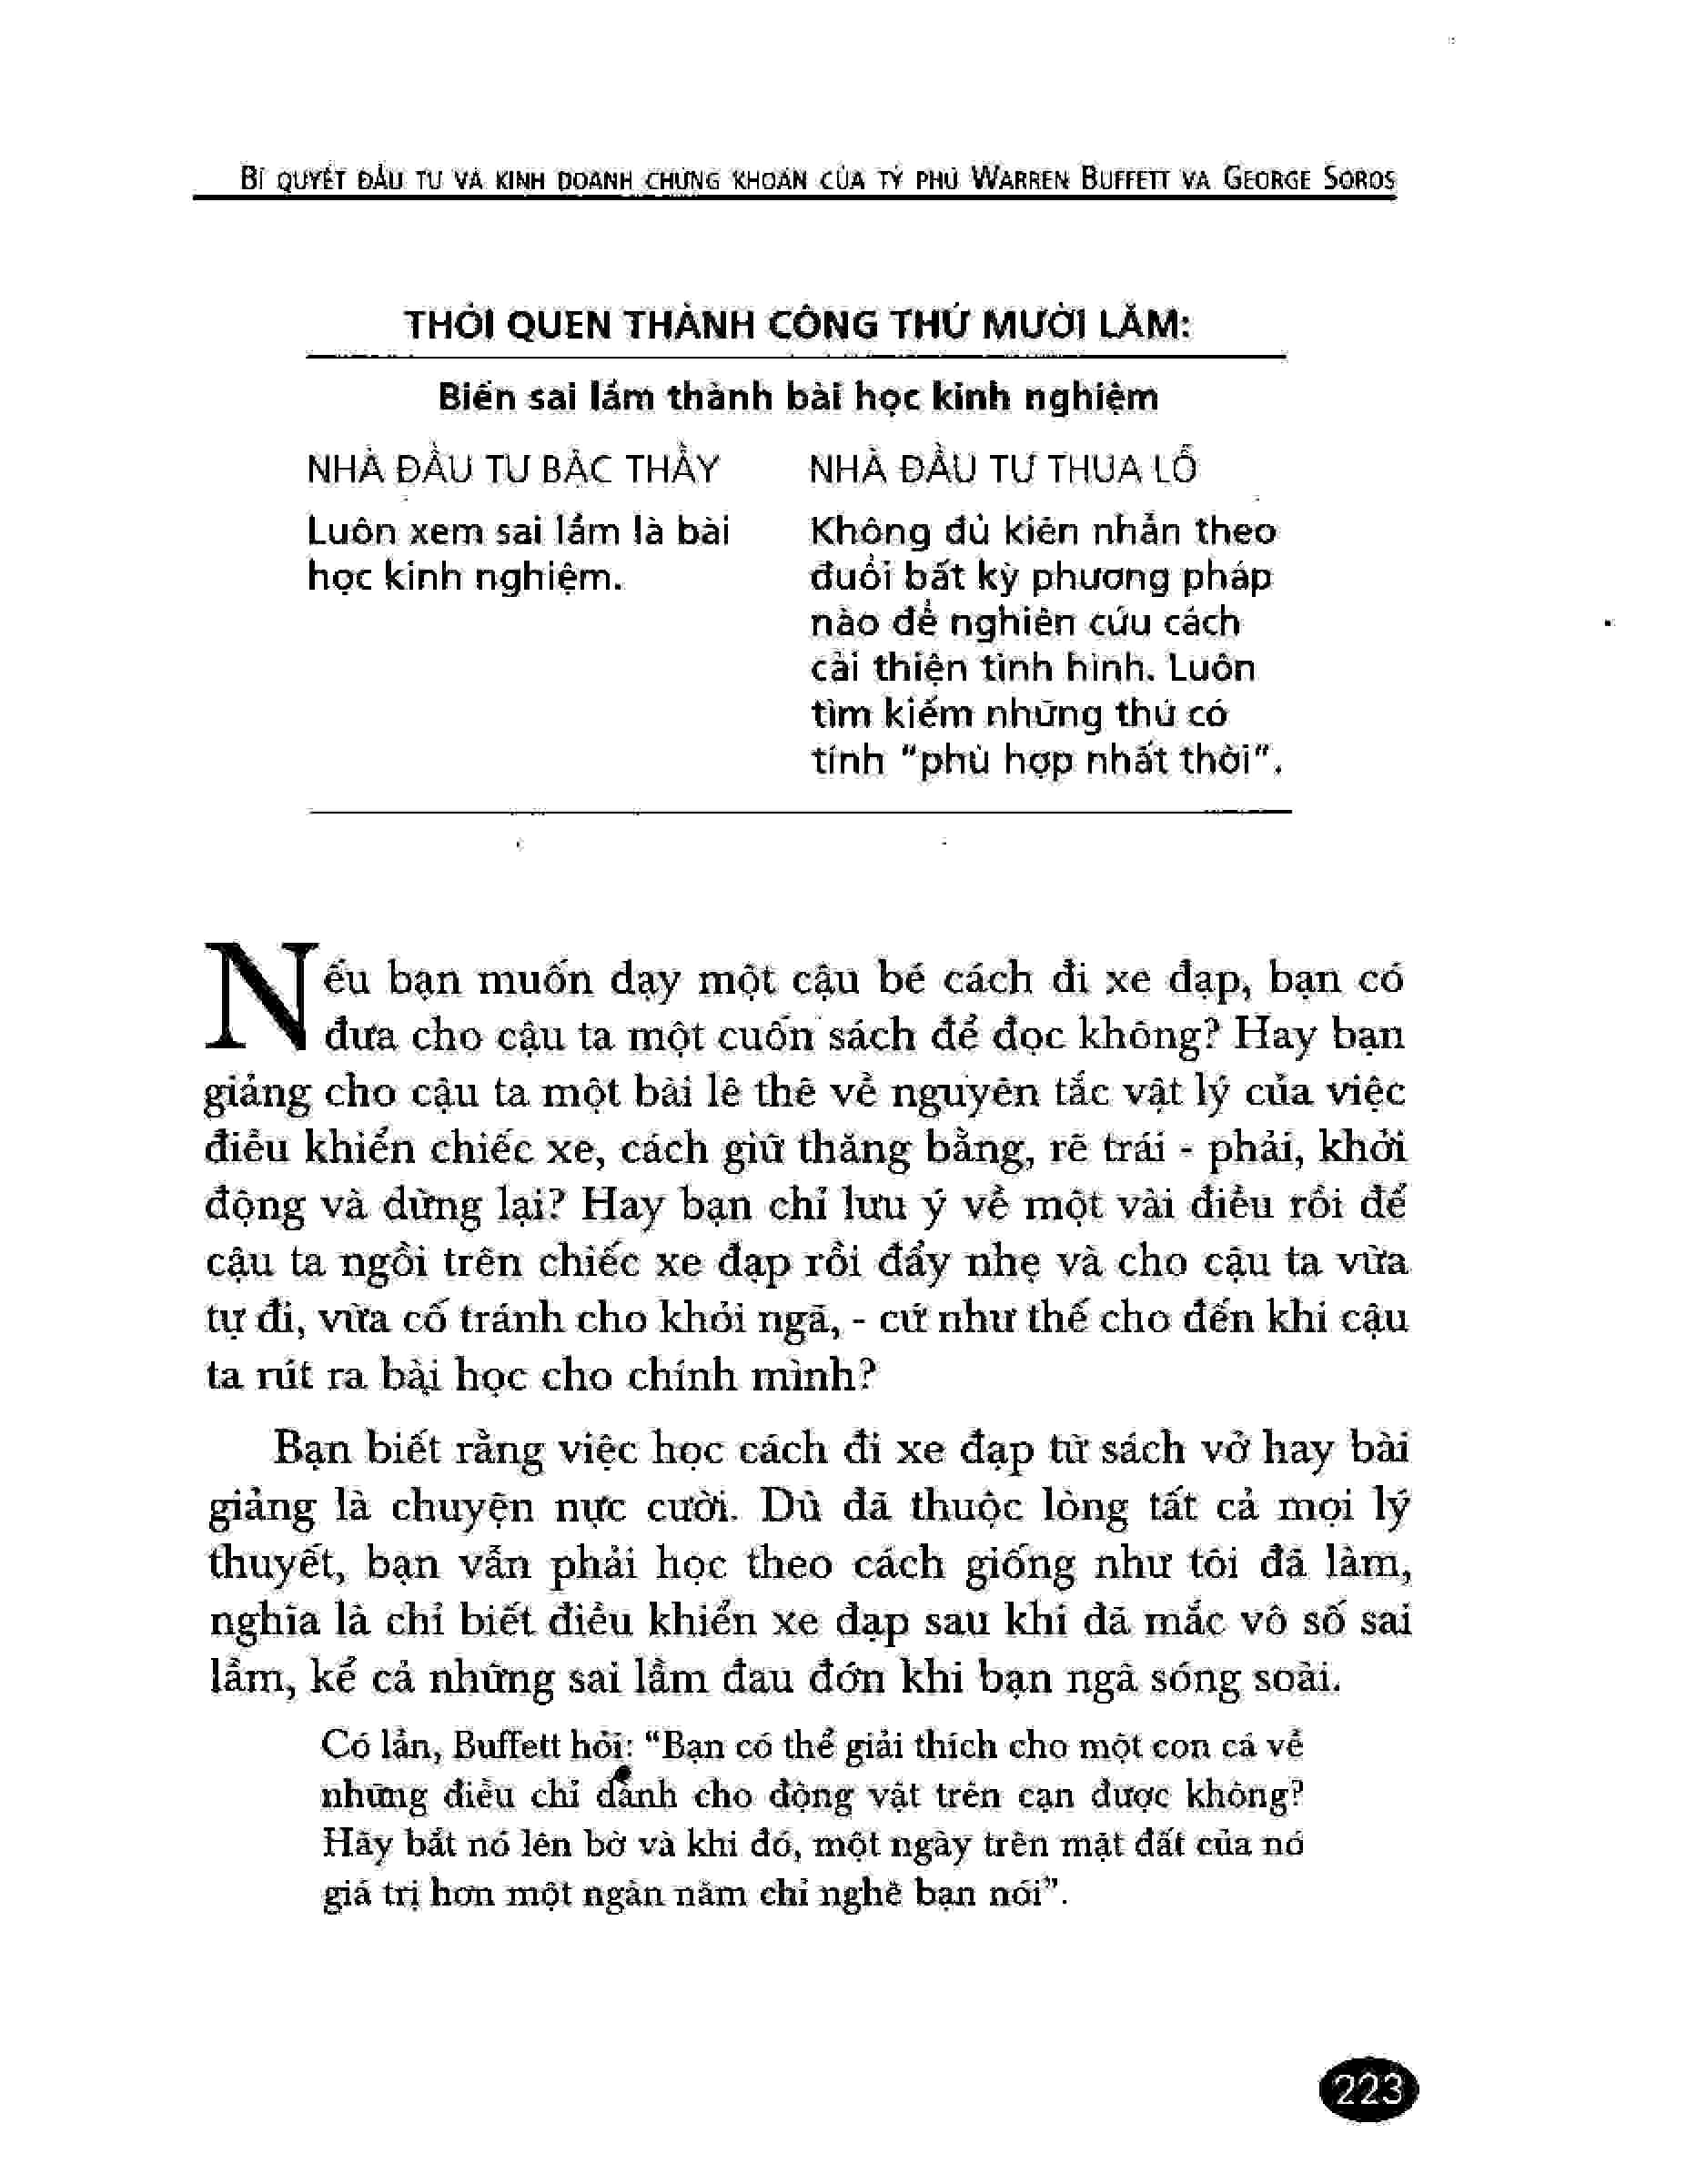 BÍ QUYẾT ĐẦU TƯ VÀ KINH DOANH CHỨNG KHOÁN CỦA TỶ PHÚ WARREN BUFFETT VÀ GEORGE SOROS
THÓI QUEN THÀNH CÔNG THỨ MƯỜI LĂM:
Biến sai lầm thành bài học kinh nghiệm
NHÀ ĐẦU TƯ BẬC THẦY
Luôn xem sai lầm là bài
học kinh nghiệm.
NHÀ ĐẦU TƯ THUA LỖ
Không đủ kiên nhẫn theo
đuổi bất kỳ phương pháp
nào để nghiên cứu cách
cải thiện tình hình. Luôn
tìm kiếm những thứ có
tính "phù hợp nhất thời".
Nếu bạn muốn dạy một cậu bé cách đi xe đạp, bạn có
đưa cho cậu ta một cuốn sách để đọc không? Hay bạn
giảng cho cậu ta một bài lê thê về nguyên tắc vật lý của việc
điều khiển chiếc xe, cách giữ thăng bằng, rẽ trái - phải, khởi
động và dừng lại? Hay bạn chỉ lưu ý về một vài điều rồi để
cậu ta ngồi trên chiếc xe đạp rồi đẩy nhẹ và cho cậu ta vừa
tự đi, vừa cố tránh cho khỏi ngã, - cứ như thế cho đến khi cậu
ta rút ra bài học cho chính mình?
Bạn biết rằng việc học cách đi xe đạp từ sách vở hay bài
giảng là chuyện nực cười. Dù đã thuộc lòng tất cả mọi lý
thuyết, bạn vẫn phải học theo cách giống như tôi đã làm,
nghĩa là chỉ biết điều khiển xe đạp sau khi đã mắc vô số sai
lầm, kể cả những sai lầm đau đớn khi bạn ngã sóng soài.
Có lần, Buffett hỏi: “Bạn có thể giải thích cho một con cá về
những điều chỉ dành cho động vật trên cạn được không?
Hãy bắt nó lên bờ và khi đó, một ngày trên mặt đất của nó
giá trị hơn một ngàn năm chỉ nghe bạn nói”.
223